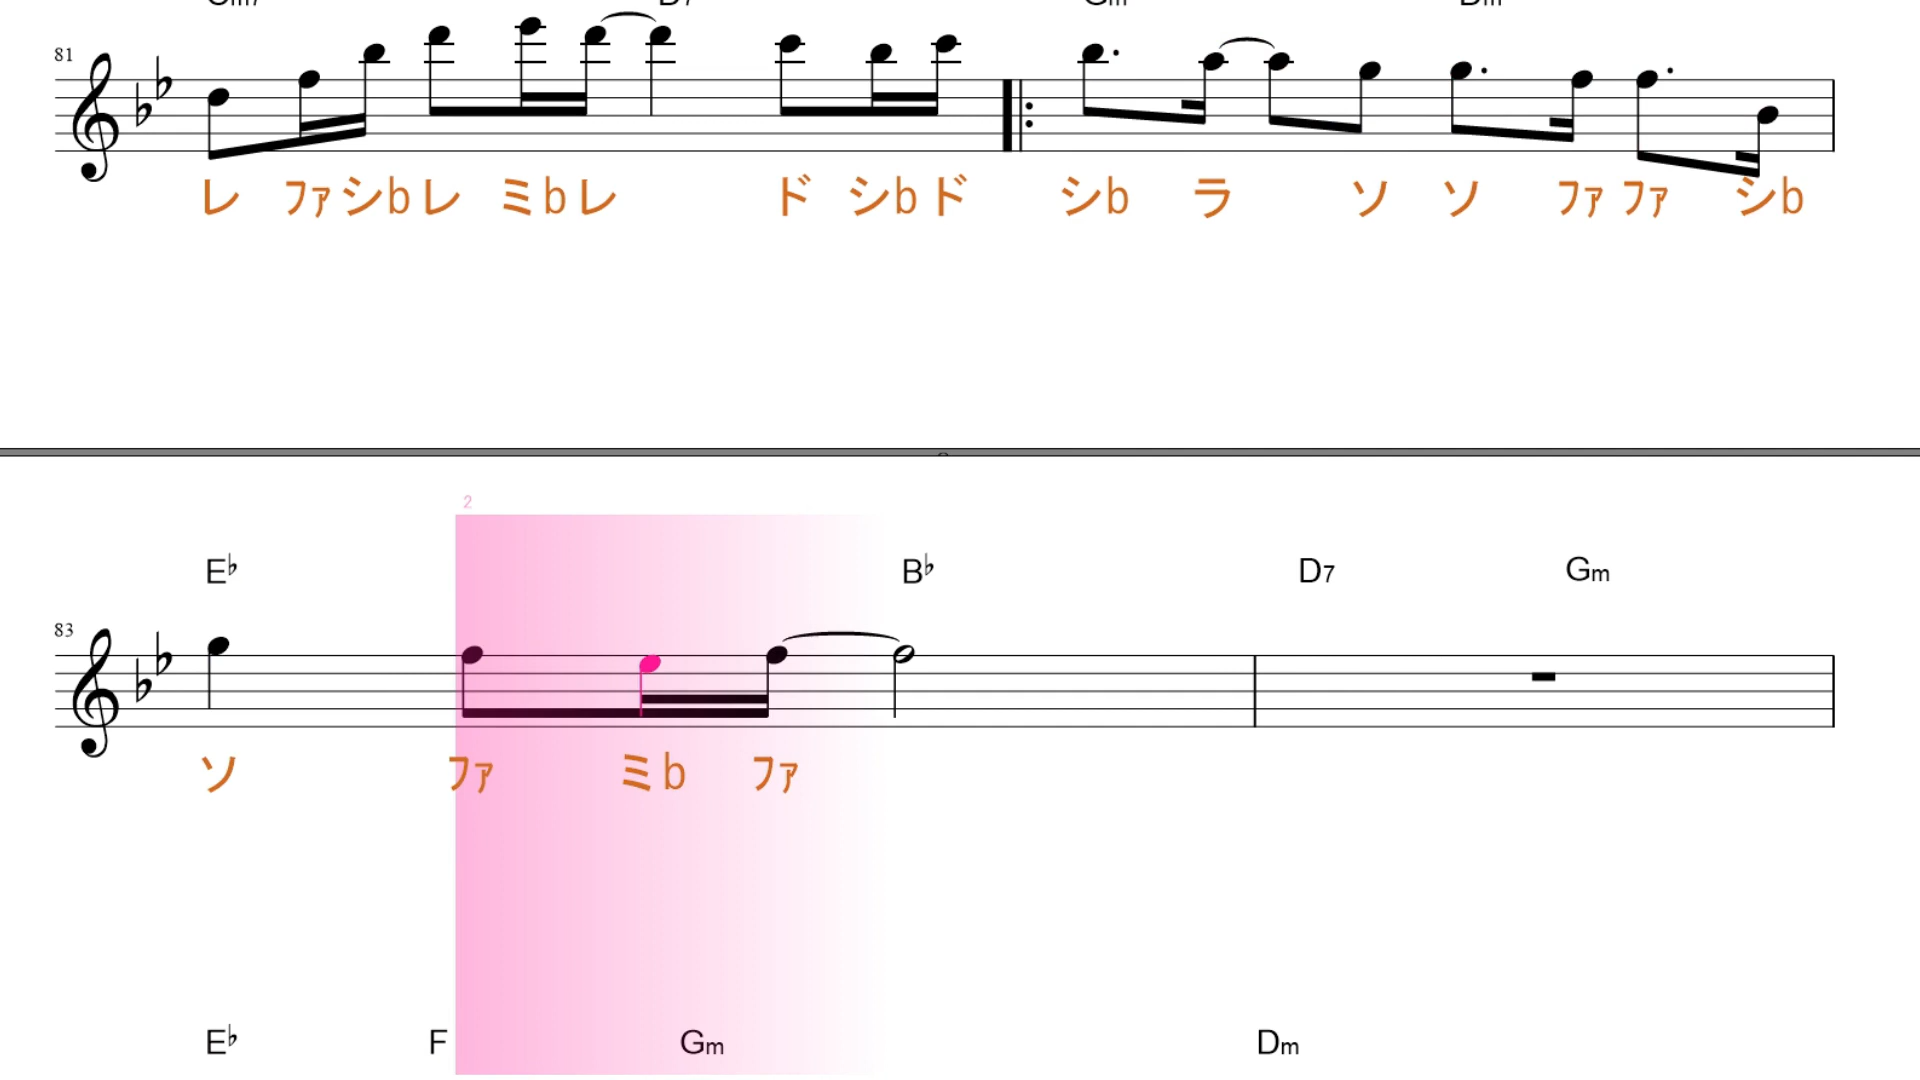 81
レ ファ シb レ ミb レ ド シb ド シb ラ ソ ソ ファ ファ シb
2
E♭ B♭ D7 Gm
83
ソ ファ ミb ファ
E♭ F Gm Dm